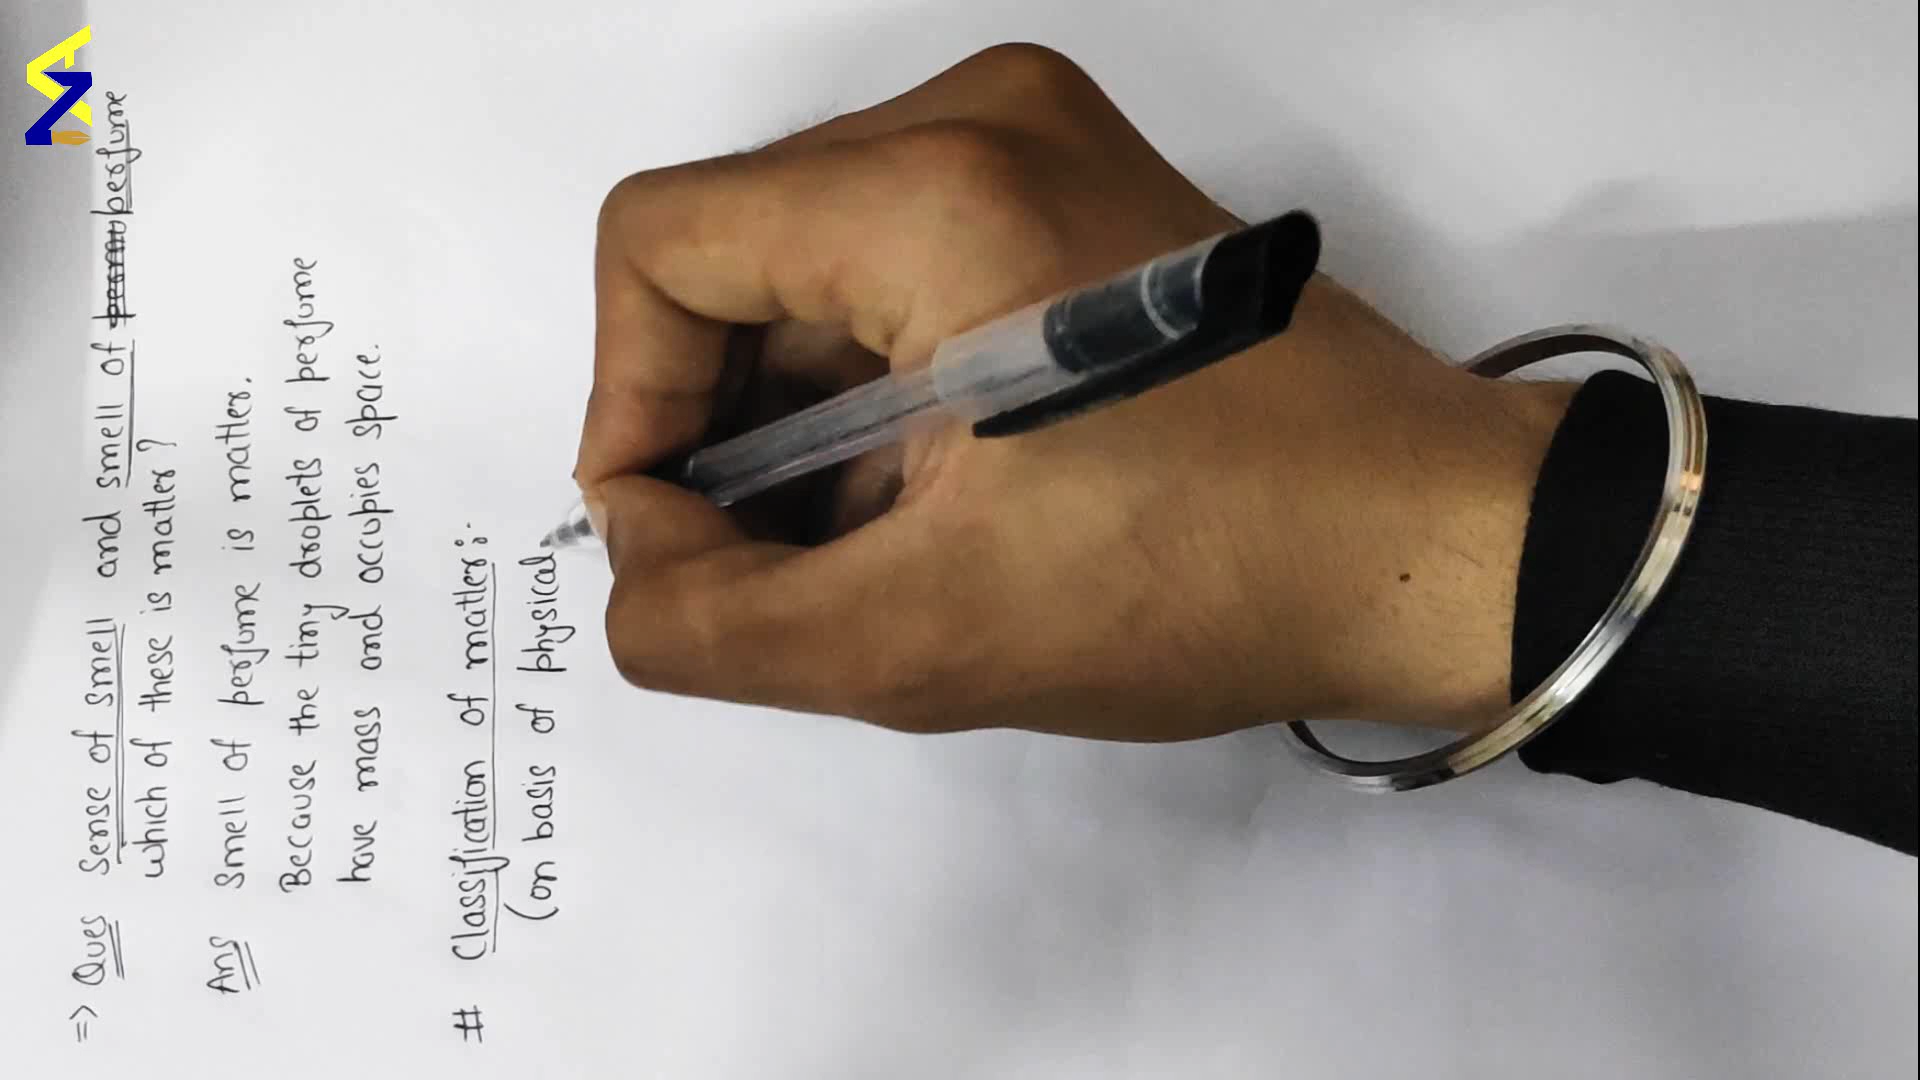 => Ques Sense of smell and smell of perfume
which of these is matter?
Ans Smell of perfume is matter.
Because the tiny droplets of perfume
have mass and occupies space.
# Classification of matter:-
(on basis of physical